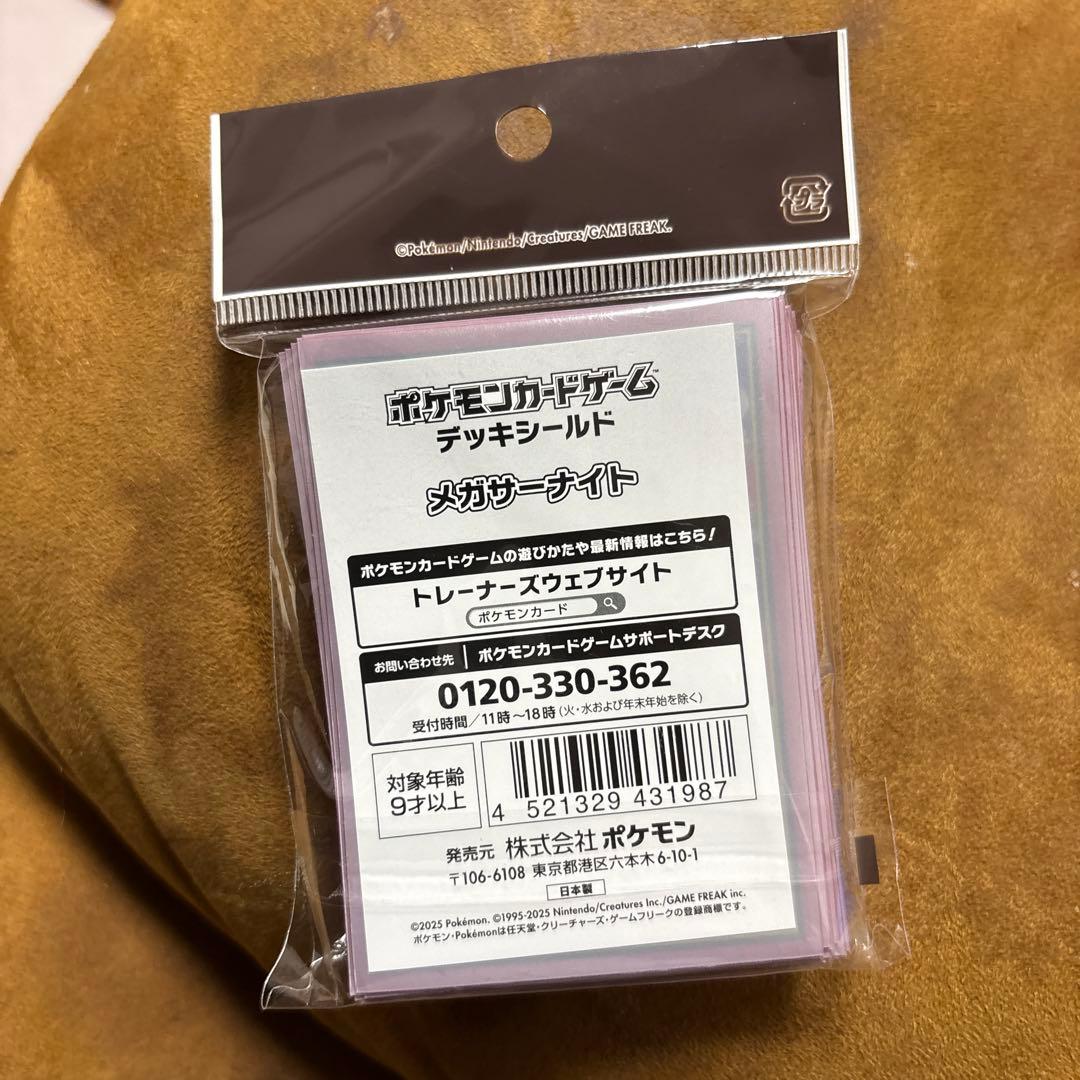 ©Pokémon/Nintendo/Creatures/GAME FREAK.
プラ
ポケモンカードゲーム™
デッキシールド
メガサーナイト
ポケモンカードゲームの遊びかたや最新情報はこちら!
トレーナーズウェブサイト
ポケモンカード
お問い合わせ先 ポケモンカードゲームサポートデスク
0120-330-362
受付時間/11時~18時(火・水および年末年始を除く)
対象年齢
9才以上
4 521329 431987
発売元 株式会社 ポケモン
〒106-6108 東京都港区六本木6-10-1
日本製
©2025 Pokémon. ©1995-2025 Nintendo/Creatures Inc./GAME FREAK inc.
ポケモン・Pokémonは任天堂・クリーチャーズ・ゲームフリークの登録商標です。